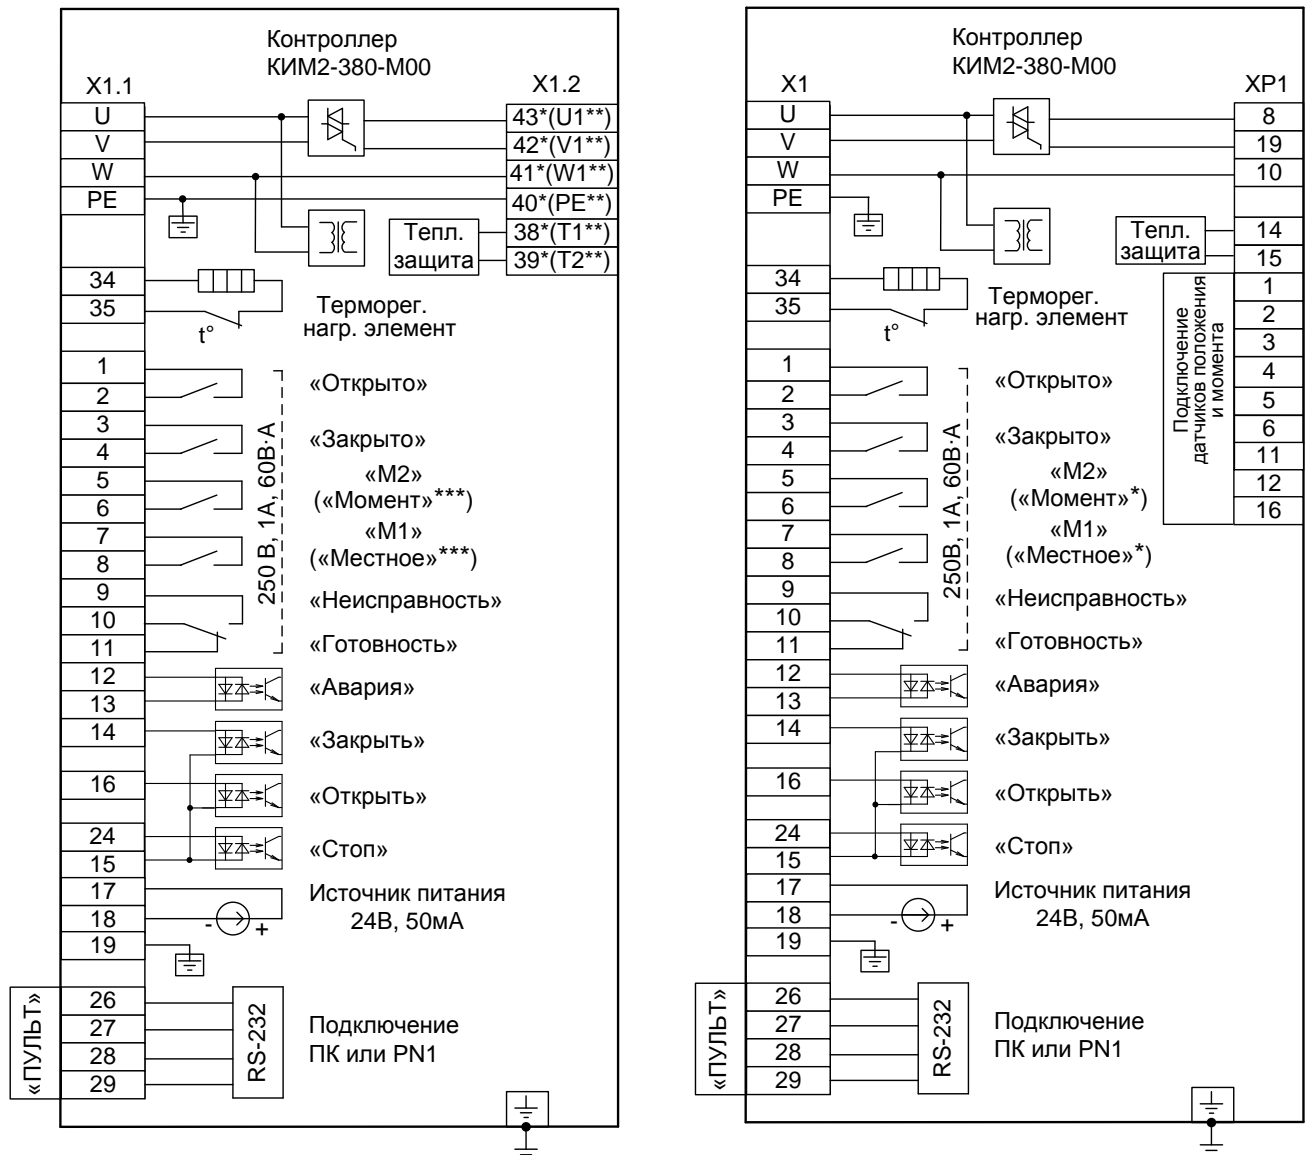 Контроллер
КИМ2-380-М00
X1.1
X1.2
U
43*(U1**)
V
42*(V1**)
W
41*(W1**)
PE
40*(PE**)
Тепл.
защита
38*(T1**)
39*(T2**)
34
35
t°
Терморег.
нагр. элемент
1
2
«Открыто»
3
4
«Закрыто»
5
6
«М2»
(«Момент»***)
7
8
«М1»
(«Местное»***)
250 В, 1А, 60В·А
9
«Неисправность»
10
11
«Готовность»
12
13
«Авария»
14
«Закрыть»
16
«Открыть»
24
15
«Стоп»
17
18
- +
Источник питания
24В, 50мА
19
«ПУЛЬТ»
26
27
28
29
RS-232
Подключение
ПК или PN1
Контроллер
КИМ2-380-М00
X1
XP1
U
8
V
19
W
10
PE
Тепл.
защита
14
15
34
35
t°
Терморег.
нагр. элемент
Подключение
датчиков положения
и момента
1
2
3
4
5
6
11
12
16
1
2
«Открыто»
3
4
«Закрыто»
5
6
«М2»
(«Момент»*)
7
8
«М1»
(«Местное»*)
250В, 1А, 60В·А
9
«Неисправность»
10
11
«Готовность»
12
13
«Авария»
14
«Закрыть»
16
«Открыть»
24
15
«Стоп»
17
18
- +
Источник питания
24В, 50мА
19
«ПУЛЬТ»
26
27
28
29
RS-232
Подключение
ПК или PN1